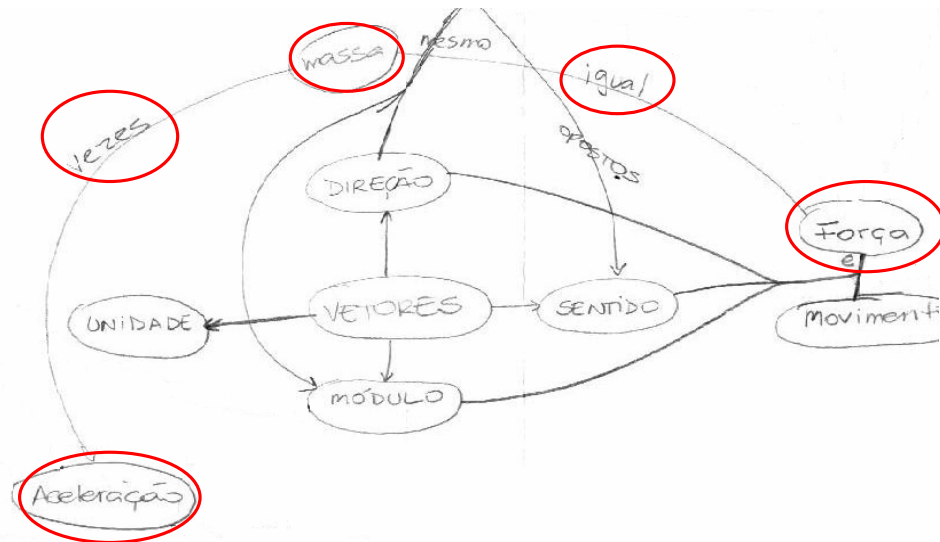 mesmo
massa
igual
vezes
OPOSTOS
DIREÇÃO
Força
e
VETORES
SENTIDO
UNIDADE
Moviment
MÓDULO
Aceleração